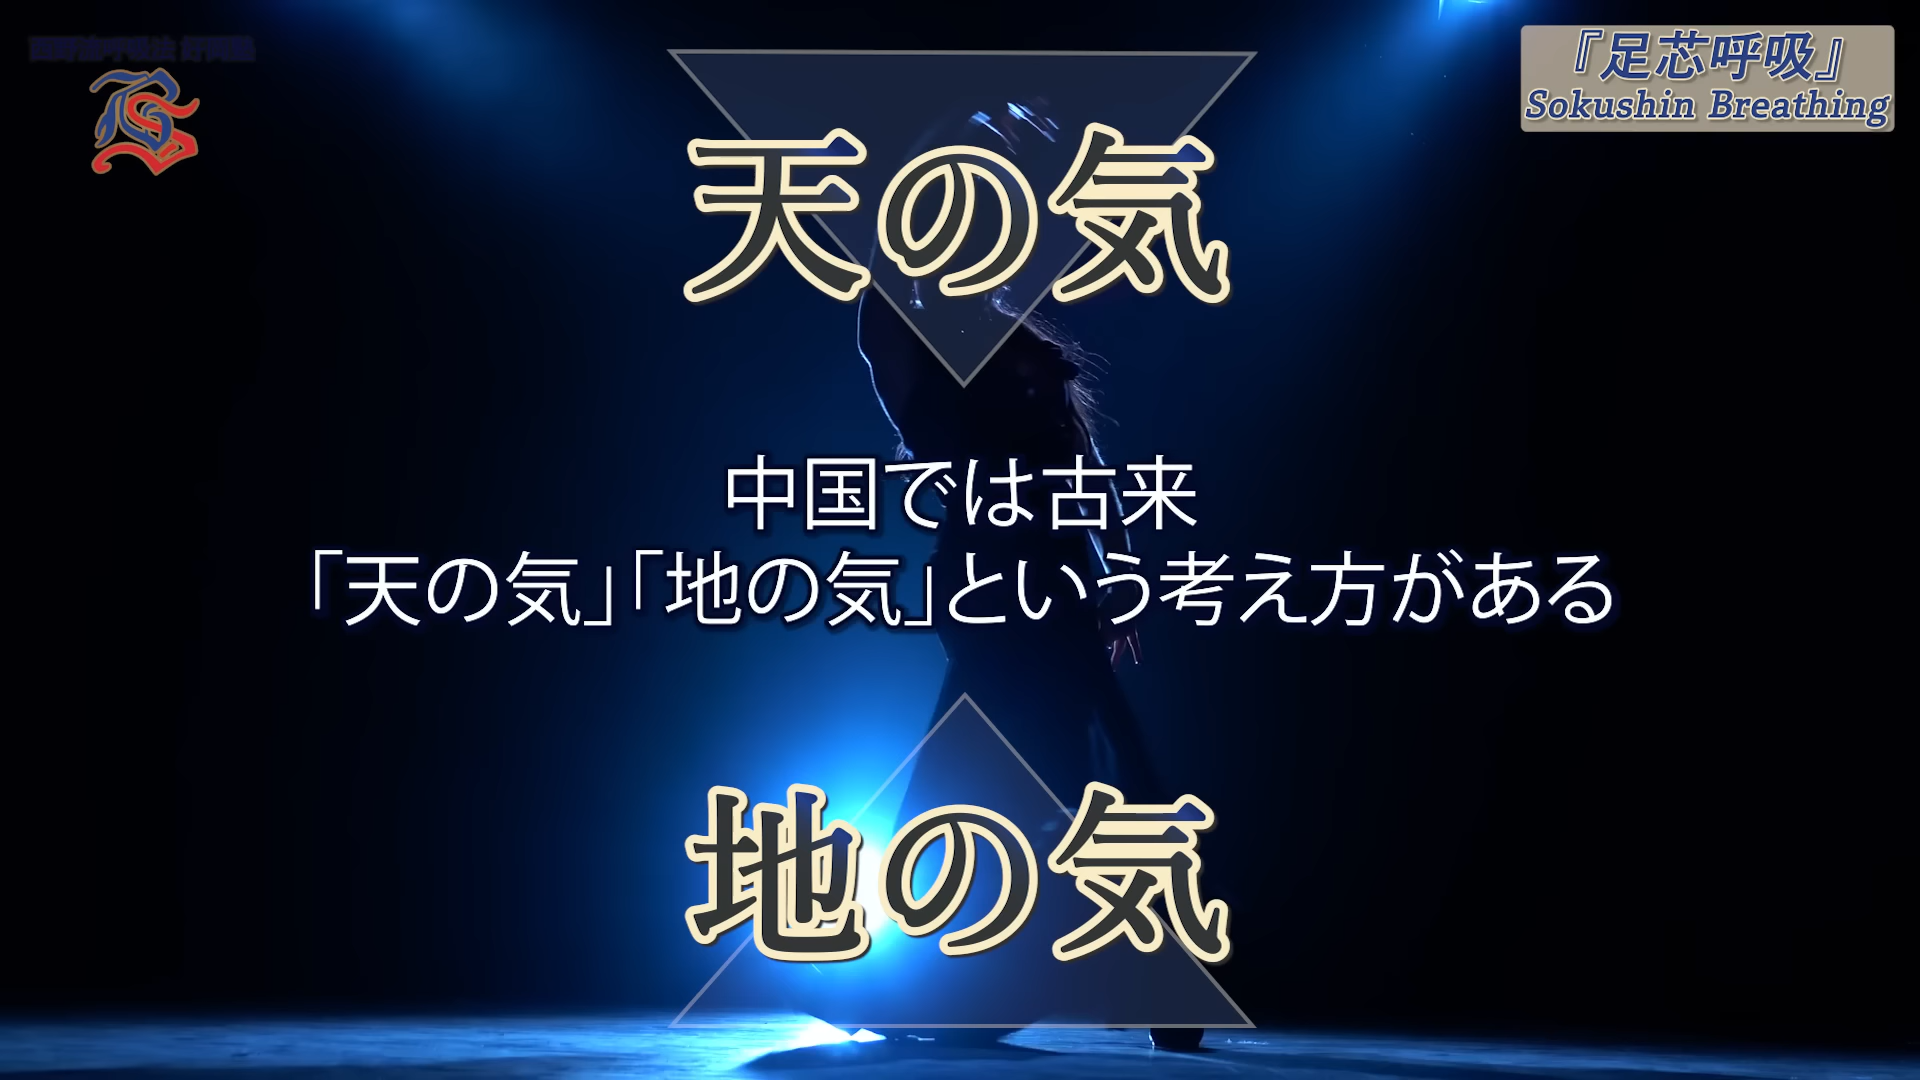 『足芯呼吸』
Sokushin Breathing
天の気
中国では古来
「天の気」「地の気」という考え方がある
地の気